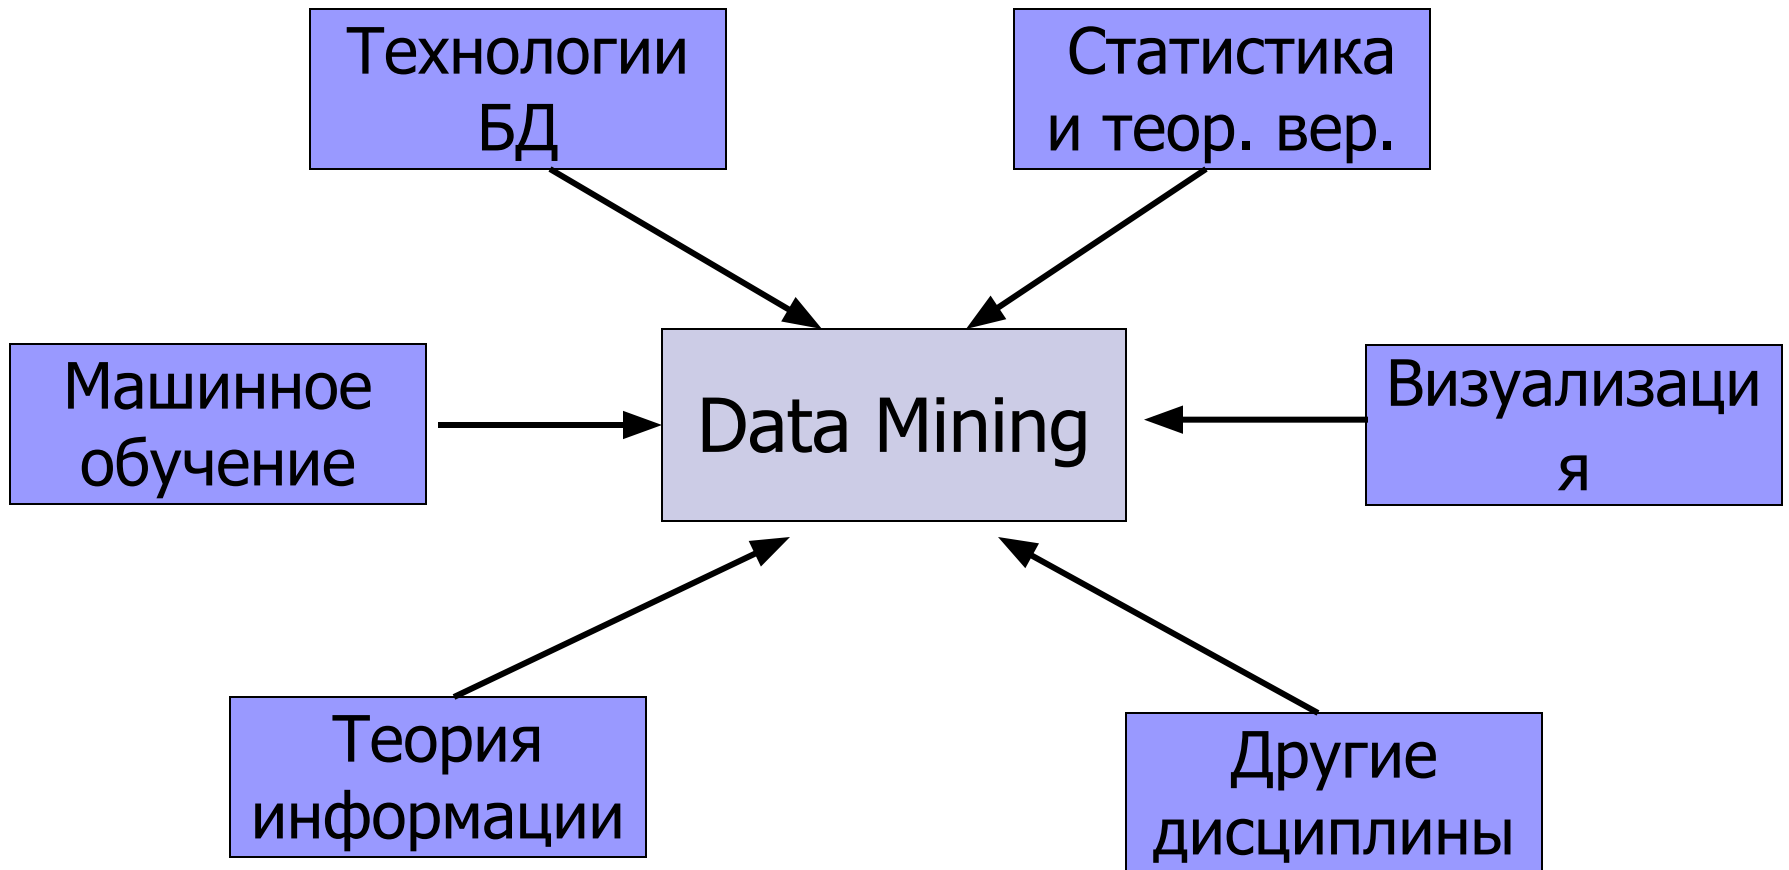 Технологии
БД
Статистика
и теор. вер.
Машинное
обучение
Data Mining
Визуализаци
я
Теория
информации
Другие
дисциплины